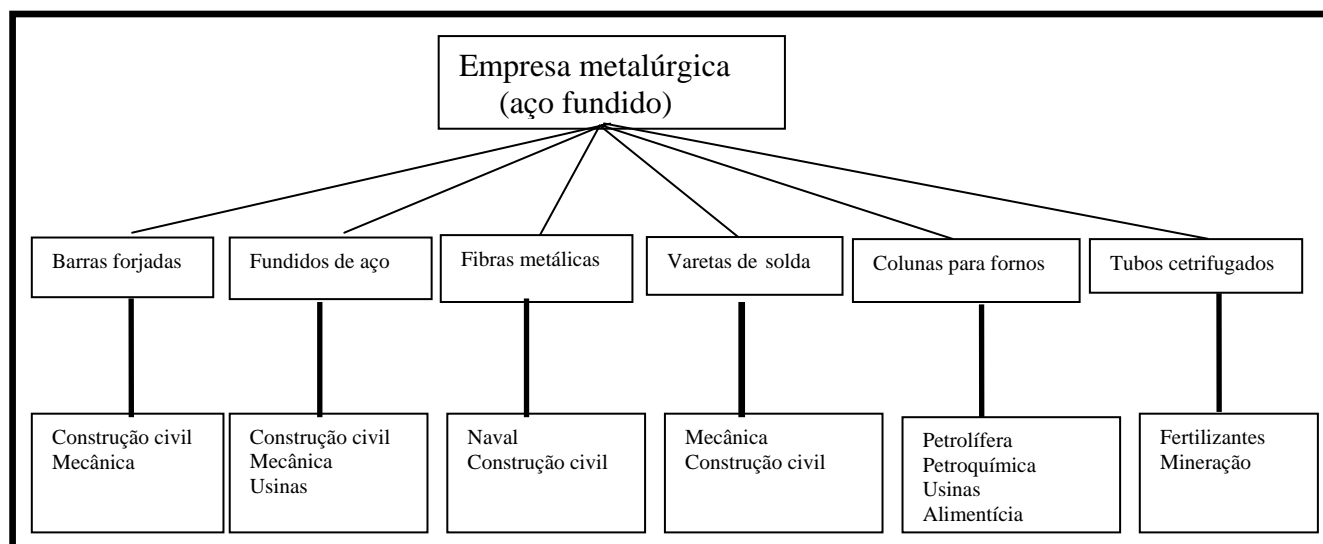 Empresa metalúrgica
(aço fundido)
Barras forjadas
Fundidos de aço
Fibras metálicas
Varetas de solda
Colunas para fornos
Tubos cetrifugados
Construção civil
Mecânica
Construção civil
Mecânica
Usinas
Naval
Construção civil
Mecânica
Construção civil
Petrolífera
Petroquímica
Usinas
Alimentícia
Fertilizantes
Mineração